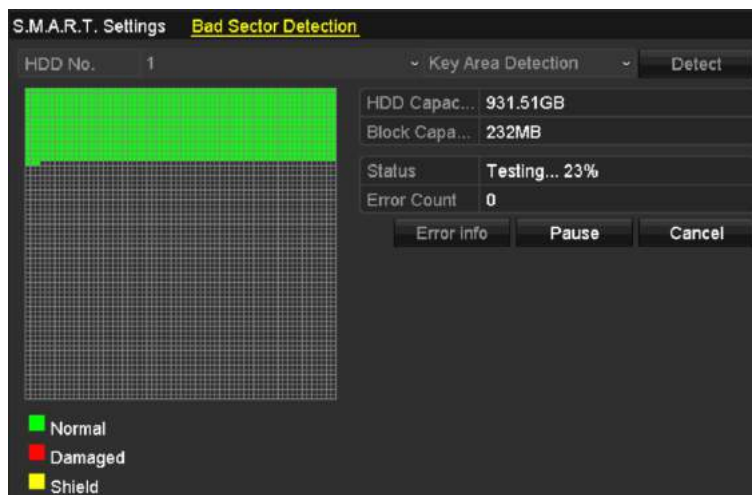 S.M.A.R.T. Settings Bad Sector Detection
HDD No. 1 Key Area Detection Detect
HDD Capac... 931.51GB
Block Capa... 232MB
Status Testing... 23%
Error Count 0
Error info Pause Cancel
Normal
Damaged
Shield